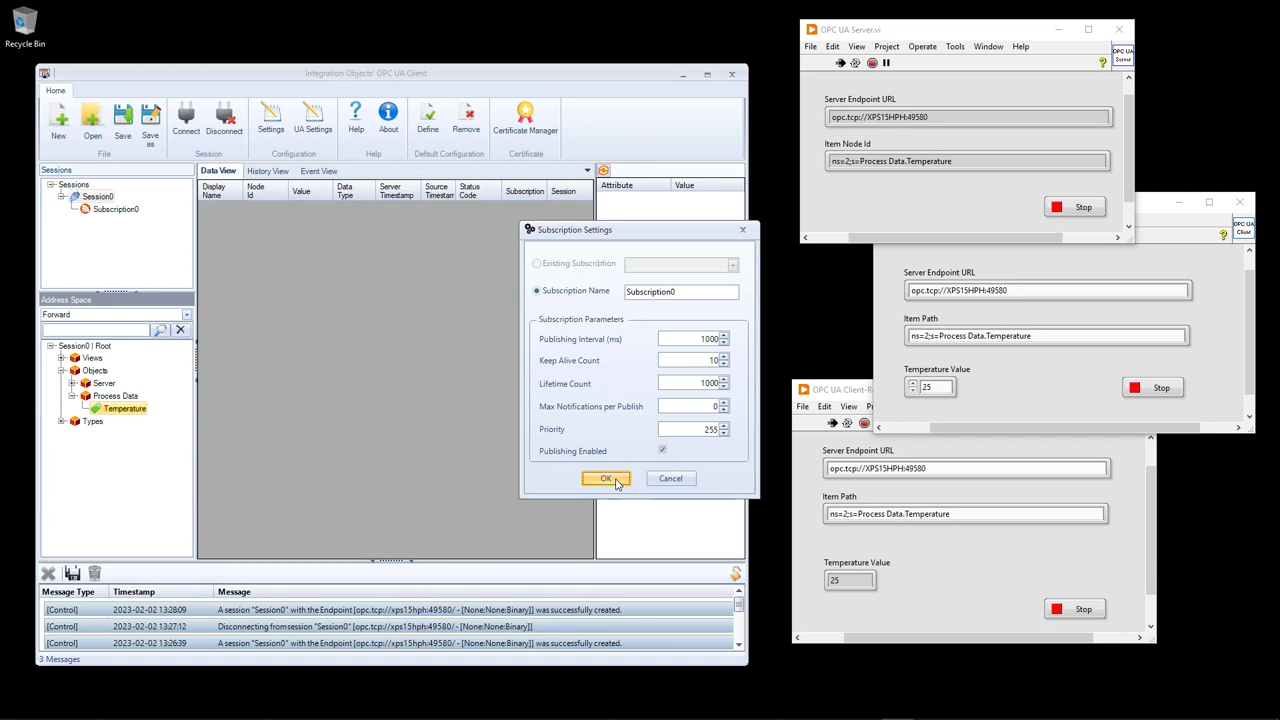 Recycle Bin
Integration Objects' OPC UA Client
Home
New
Open
Save
Save as
Connect
Disconnect
Settings
UA Settings
Help
About
Define
Remove
Certificate Manager
File
Session
Configuration
Help
Default Configuration
Certificate
Sessions
Sessions
Session0
Subscription0
Address Space
Forward
Session0 | Root
Views
Objects
Server
Process Data
Temperature
Types
Data View
History View
Event View
Display Name
Node Id
Value
Data Type
Server Timestamp
Source Timestam
Status Code
Subscription
Session
Attribute
Value
Subscription Settings
Existing Subscribtion
Subscription Name
Subscription0
Subscription Parameters
Publishing Interval (ms)
1000
Keep Alive Count
10
Lifetime Count
1000
Max Notifications per Publish
0
Priority
255
Publishing Enabled
OK
Cancel
Message Type
Timestamp
Message
[Control] 2023-02-02 13:28:09 A session "Session0" with the Endpoint [opc.tcp://xps15hph:49580/ - [None:None:Binary]] was successfully created.
[Control] 2023-02-02 13:27:12 Disconnecting from session "Session0" [opc.tcp://xps15hph:49580/ - [None:None:Binary]]
[Control] 2023-02-02 13:26:39 A session "Session0" with the Endpoint [opc.tcp://xps15hph:49580/ - [None:None:Binary]] was successfully created.
3 Messages
OPC UA Server.vi
File Edit View Project Operate Tools Window Help
OPC UA
Server
Server Endpoint URL
opc.tcp://XPS15HPH:49580
Item Node Id
ns=2;s=Process Data.Temperature
Stop
OPC UA
Client
Server Endpoint URL
opc.tcp://XPS15HPH:49580
Item Path
ns=2;s=Process Data.Temperature
Temperature Value
25
Stop
OPC UA Client-R
File Edit View
Server Endpoint URL
opc.tcp://XPS15HPH:49580
Item Path
ns=2;s=Process Data.Temperature
Temperature Value
25
Stop